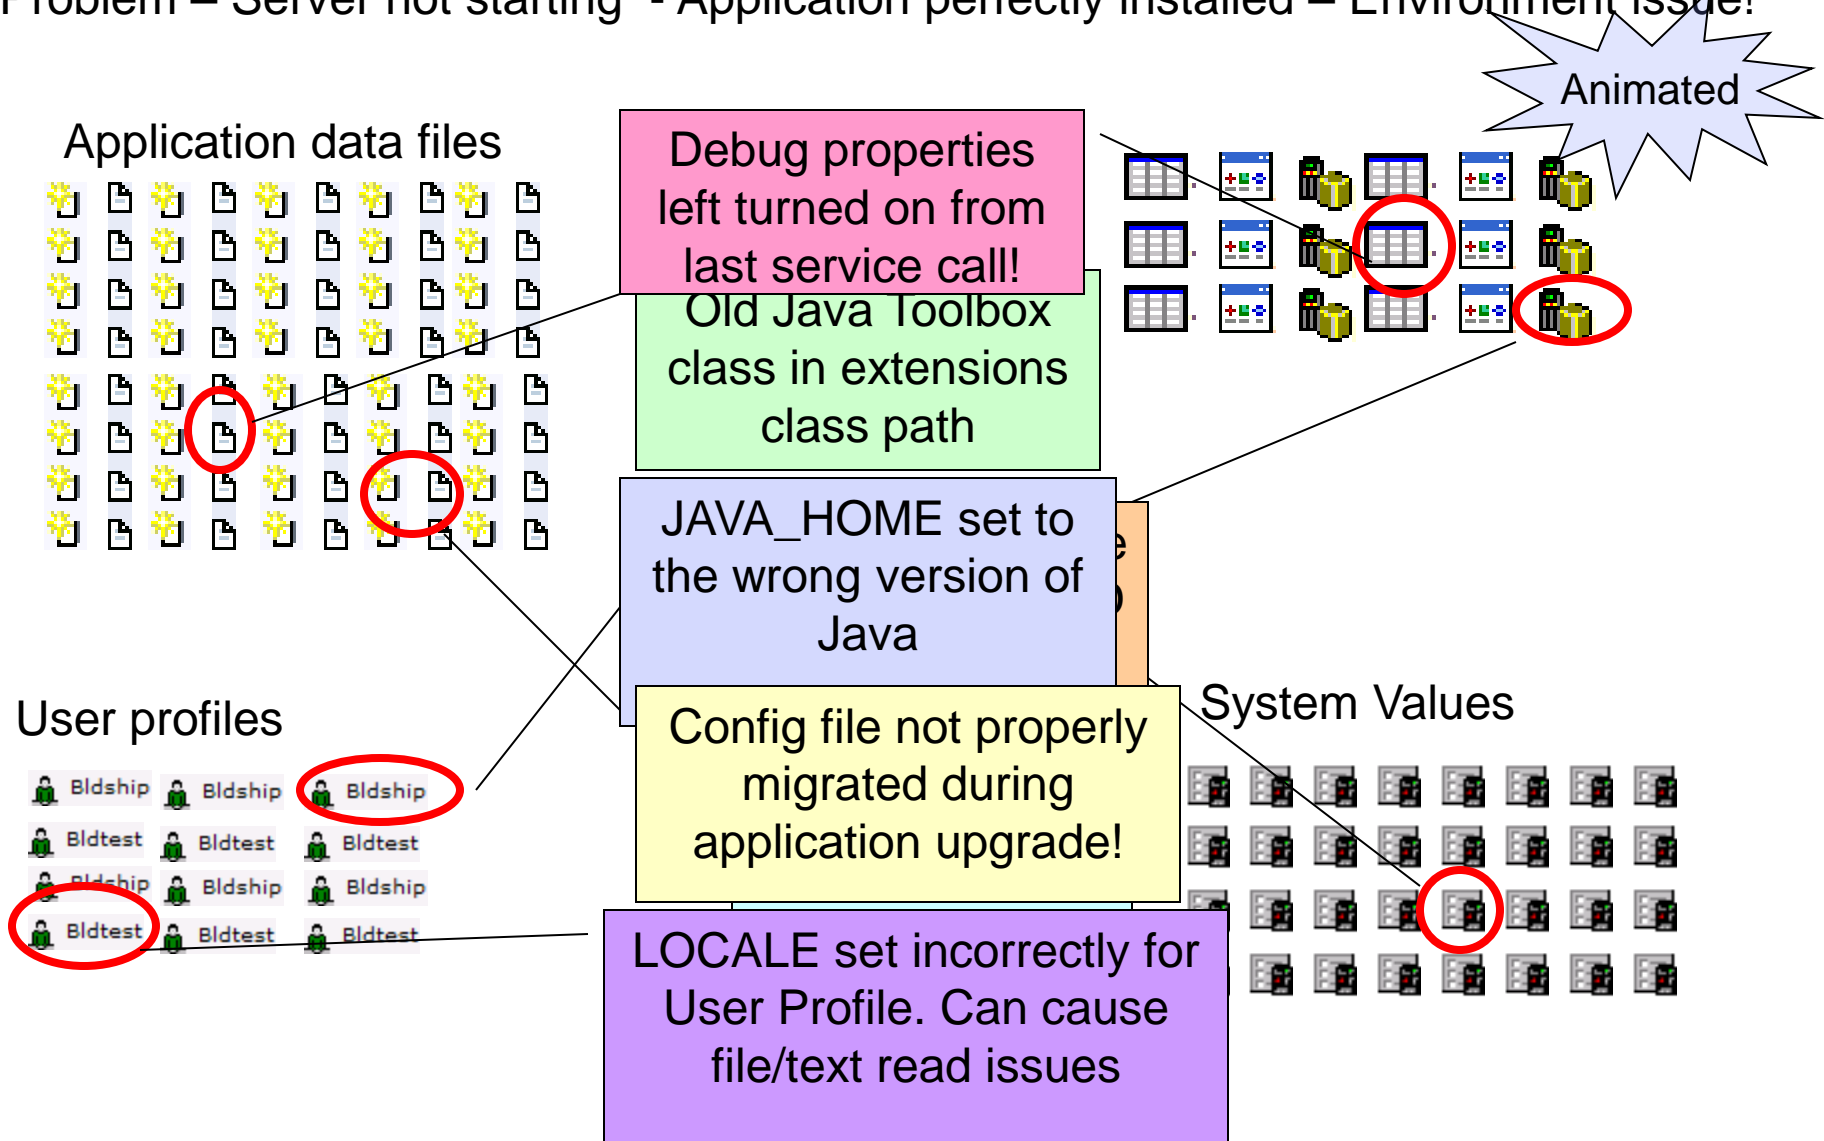 Problem – Server not starting - Application perfectly installed – Environment issue!
Animated
Application data files
Debug properties
left turned on from
last service call!
Old Java Toolbox
class in extensions
class path
JAVA_HOME set to
the wrong version of
Java
User profiles
System Values
Config file not properly
migrated during
application upgrade!
Bldship Bldship Bldship
Bldtest Bldtest Bldtest
Bldship Bldship Bldship
Bldtest Bldtest Bldtest
LOCALE set incorrectly for
User Profile. Can cause
file/text read issues